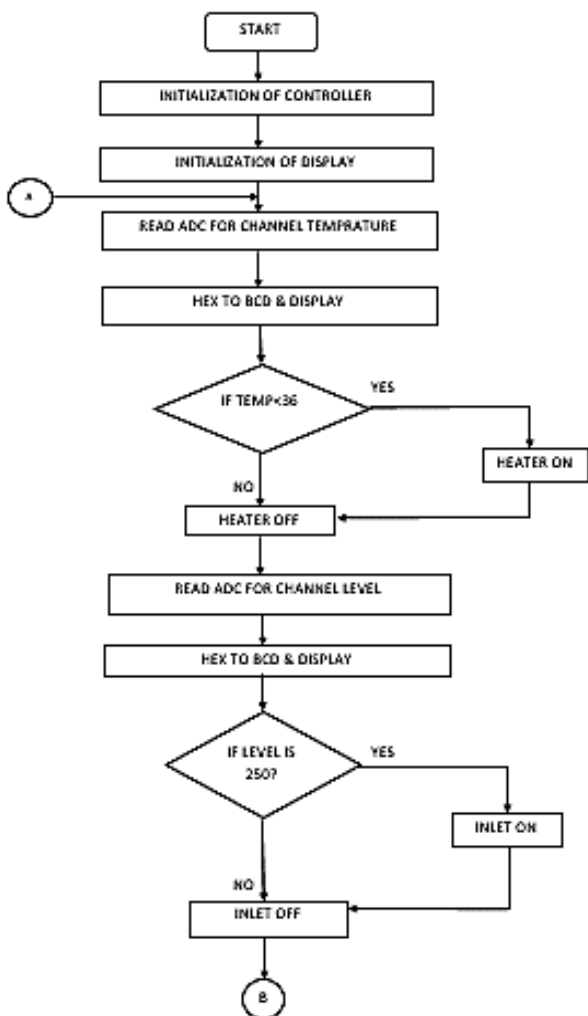 START
INITIALIZATION OF CONTROLLER
INITIALIZATION OF DISPLAY
A
READ ADC FOR CHANNEL TEMPRATURE
HEX TO BCD & DISPLAY
IF TEMP<36
YES
HEATER ON
NO
HEATER OFF
READ ADC FOR CHANNEL LEVEL
HEX TO BCD & DISPLAY
IF LEVEL IS
250?
YES
INLET ON
NO
INLET OFF
B